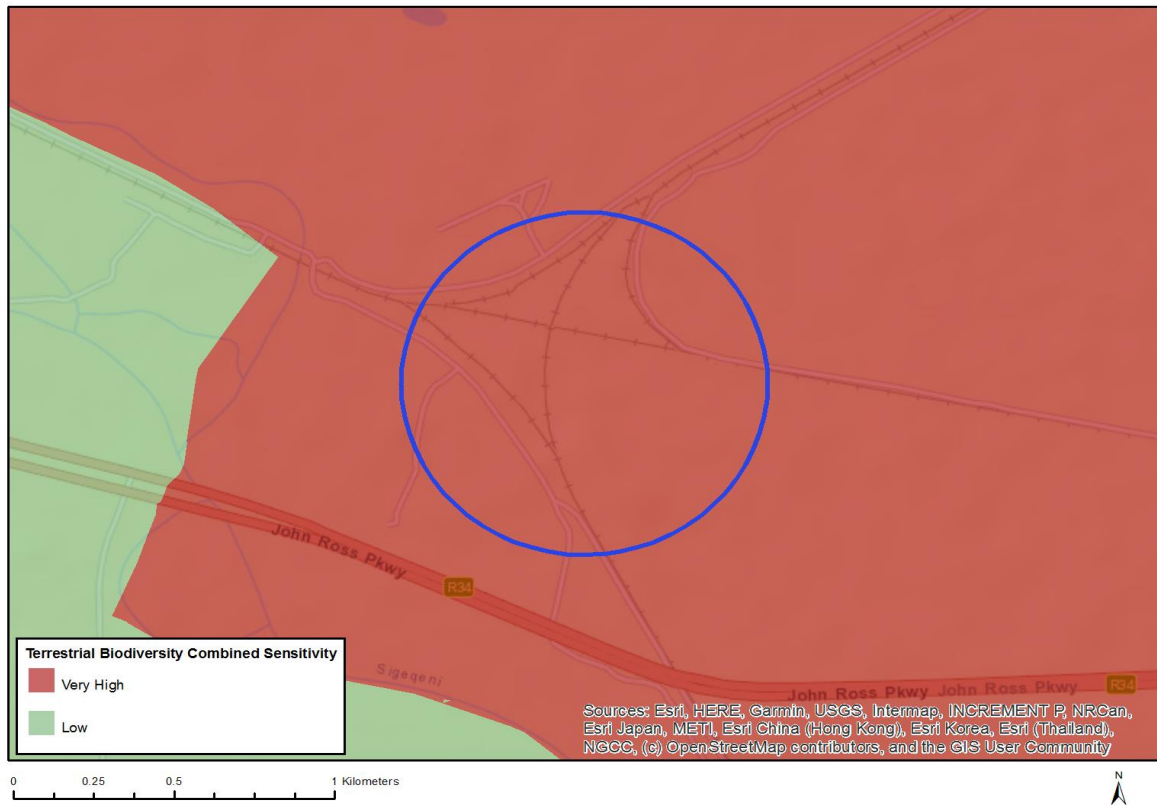 John Ross Pkwy
R34
Sigeqeni
John Ross Pkwy John Ross Pkwy
R34
Terrestrial Biodiversity Combined Sensitivity
Very High
Low
Sources: Esri, HERE, Garmin, USGS, Intermap, INCREMENT P, NRCan,
Esri Japan, METI, Esri China (Hong Kong), Esri Korea, Esri (Thailand),
NGCC, (c) OpenStreetMap contributors, and the GIS User Community
0 0.25 0.5 1 Kilometers
N